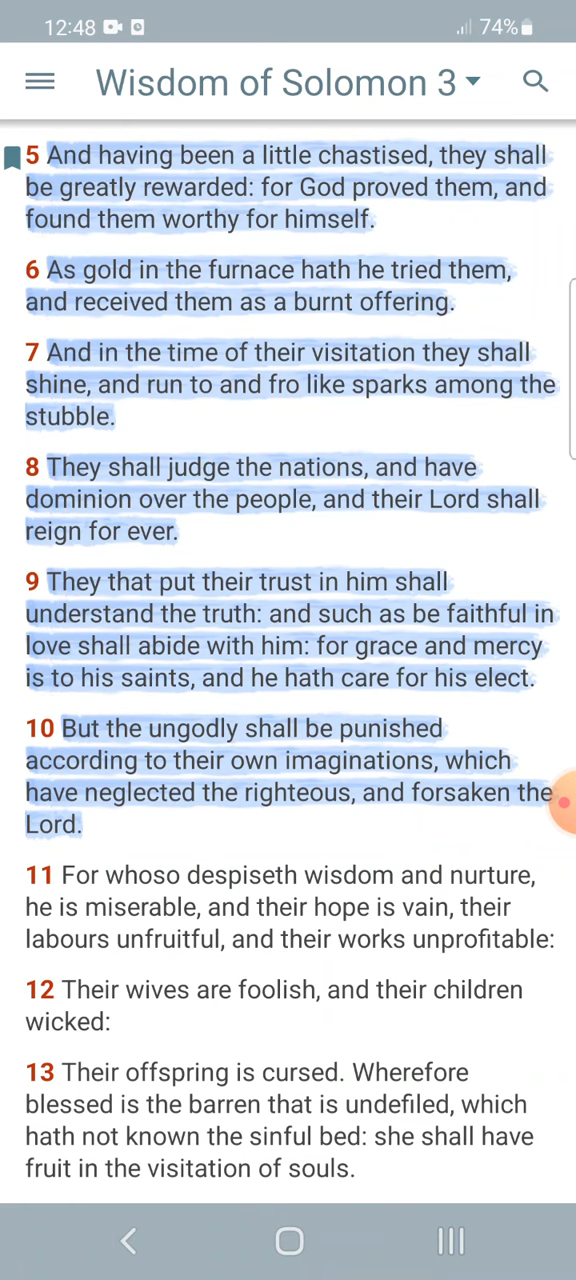 12:48
74%
Wisdom of Solomon 3
5 And having been a little chastised, they shall
be greatly rewarded: for God proved them, and
found them worthy for himself.
6 As gold in the furnace hath he tried them,
and received them as a burnt offering.
7 And in the time of their visitation they shall
shine, and run to and fro like sparks among the
stubble.
8 They shall judge the nations, and have
dominion over the people, and their Lord shall
reign for ever.
9 They that put their trust in him shall
understand the truth: and such as be faithful in
love shall abide with him: for grace and mercy
is to his saints, and he hath care for his elect.
10 But the ungodly shall be punished
according to their own imaginations, which
have neglected the righteous, and forsaken the
Lord.
11 For whoso despiseth wisdom and nurture,
he is miserable, and their hope is vain, their
labours unfruitful, and their works unprofitable:
12 Their wives are foolish, and their children
wicked:
13 Their offspring is cursed. Wherefore
blessed is the barren that is undefiled, which
hath not known the sinful bed: she shall have
fruit in the visitation of souls.